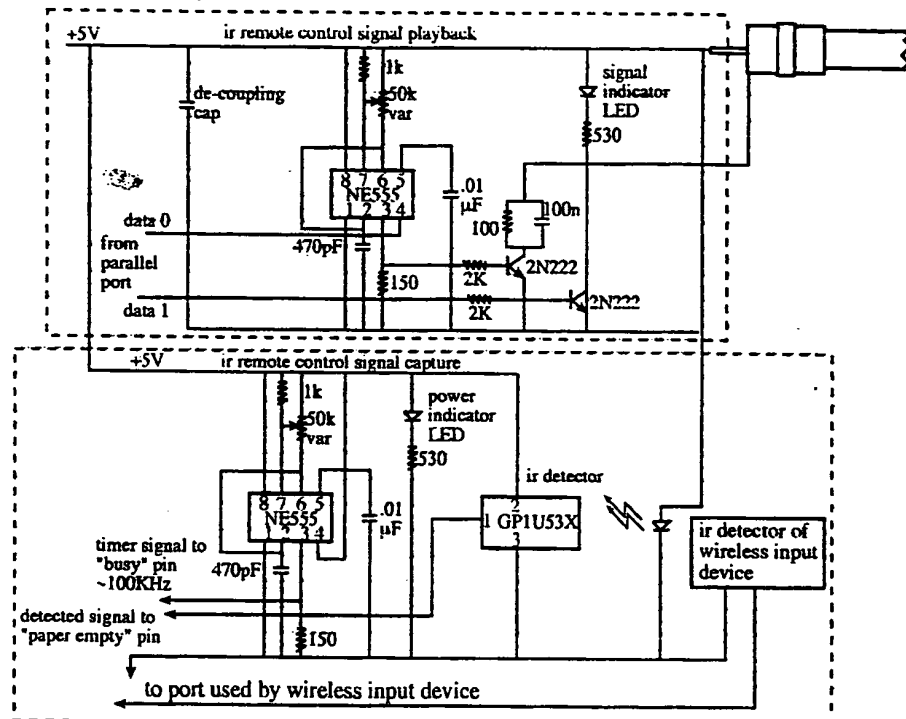 +5V
ir remote control signal playback
1k
50k
var
de-coupling
cap
signal
indicator
LED
530
8 7 6 5
NE555
1 2 3 4
.01
µF
100
100n
data 0
from
parallel
port
data 1
470pF
150
2K
2N222
2K
2N222
+5V
ir remote control signal capture
1k
50k
var
power
indicator
LED
530
ir detector
8 7 6 5
NE555
1 2 3 4
.01
µF
2
1 GP1U53X
3
ir detector of
wireless input
device
timer signal to
"busy" pin
~100KHz
470pF
detected signal to
"paper empty" pin
150
to port used by wireless input device